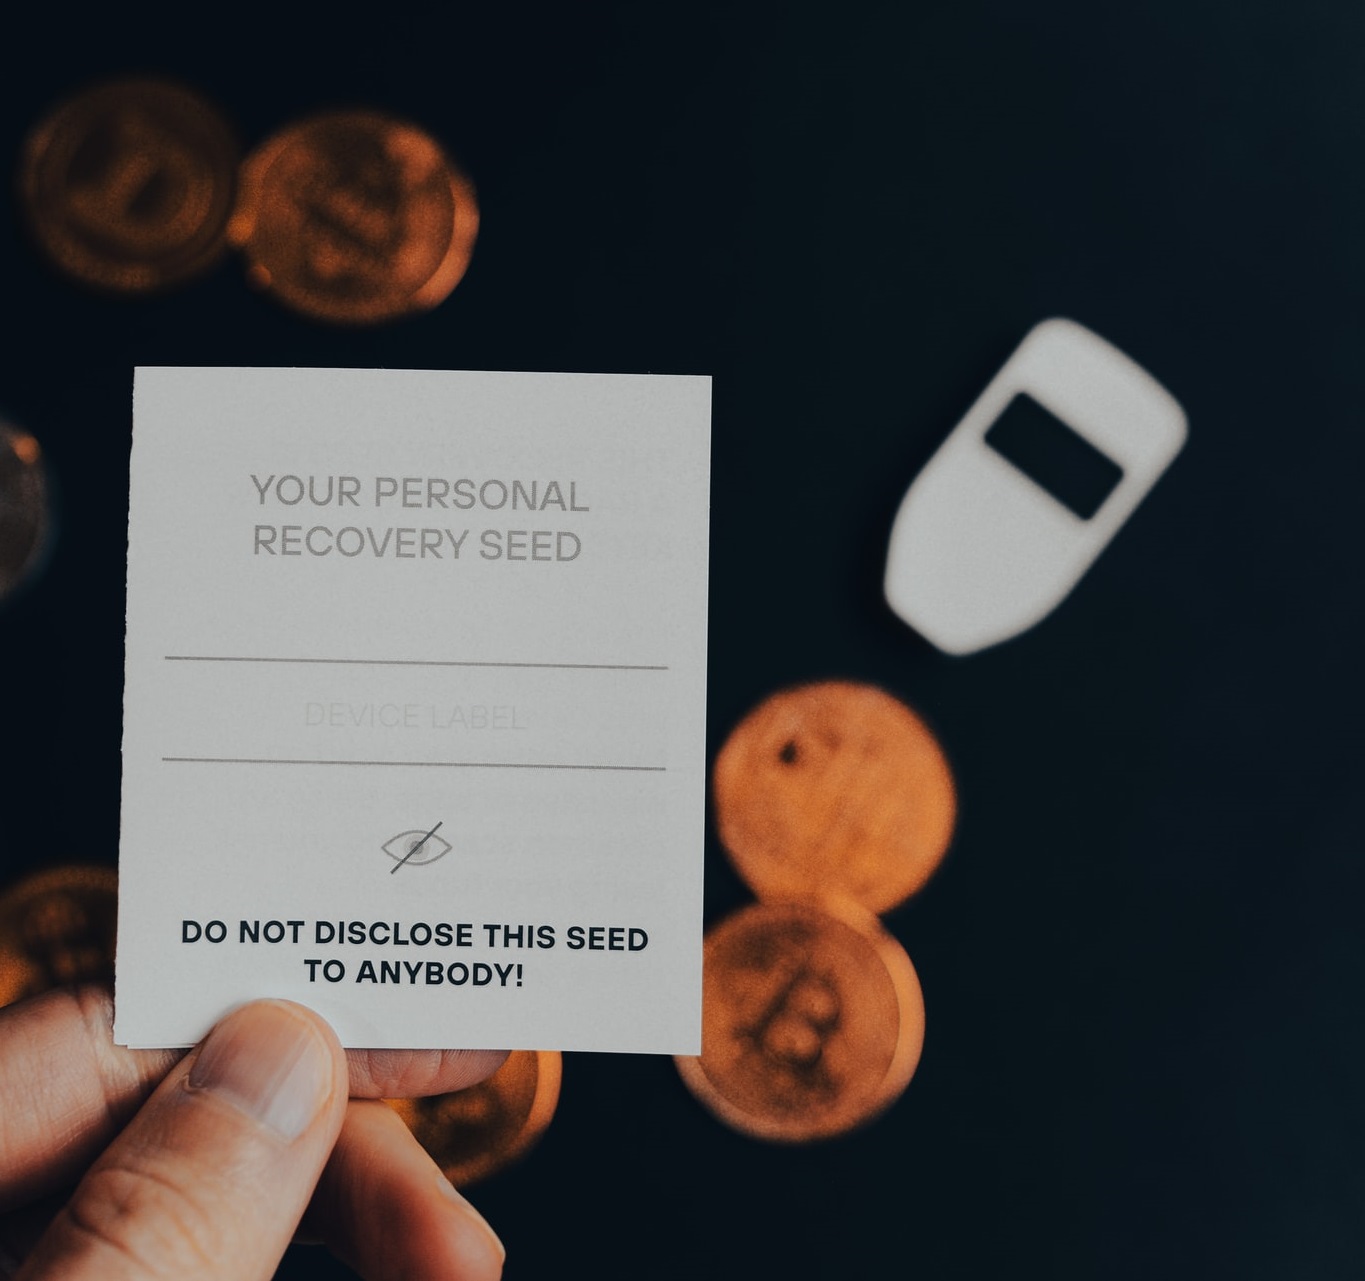 YOUR PERSONAL
RECOVERY SEED
DEVICE LABEL
DO NOT DISCLOSE THIS SEED
TO ANYBODY!